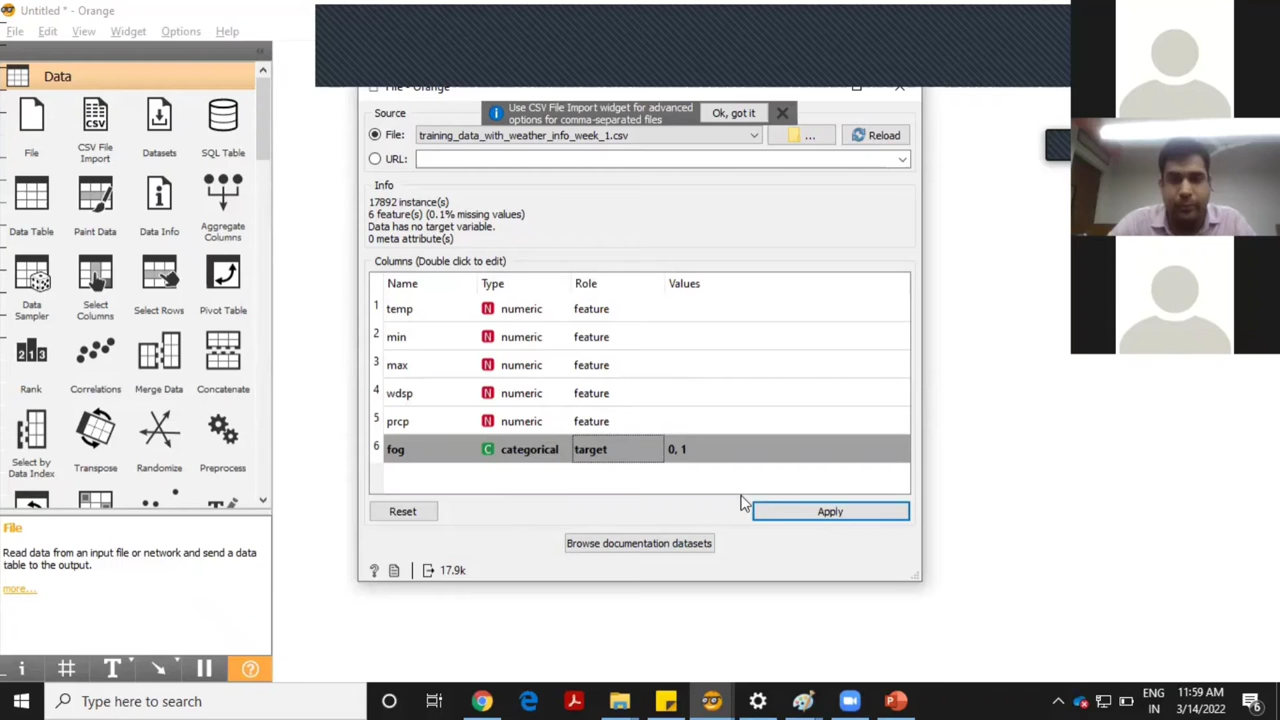 Untitled * - Orange
File Edit View Widget Options Help
Data
File
CSV File Import
Datasets
SQL Table
Data Table
Paint Data
Data Info
Aggregate Columns
Data Sampler
Select Columns
Select Rows
Pivot Table
Rank
Correlations
Merge Data
Concatenate
Select by Data Index
Transpose
Randomize
Preprocess
File
Read data from an input file or network and send a data
table to the output.
more...
File - Orange
Source
Use CSV File Import widget for advanced
options for comma-separated files
Ok, got it
File: training_data_with_weather_info_week_1.csv ... Reload
URL:
Info
17892 instance(s)
6 feature(s) (0.1% missing values)
Data has no target variable.
0 meta attribute(s)
Columns (Double click to edit)
Name Type Role Values
1 temp N numeric feature
2 min N numeric feature
3 max N numeric feature
4 wdsp N numeric feature
5 prcp N numeric feature
6 fog C categorical target 0, 1
Reset Apply
Browse documentation datasets
? 17.9k
Type here to search
ENG
IN
11:59 AM
3/14/2022
6